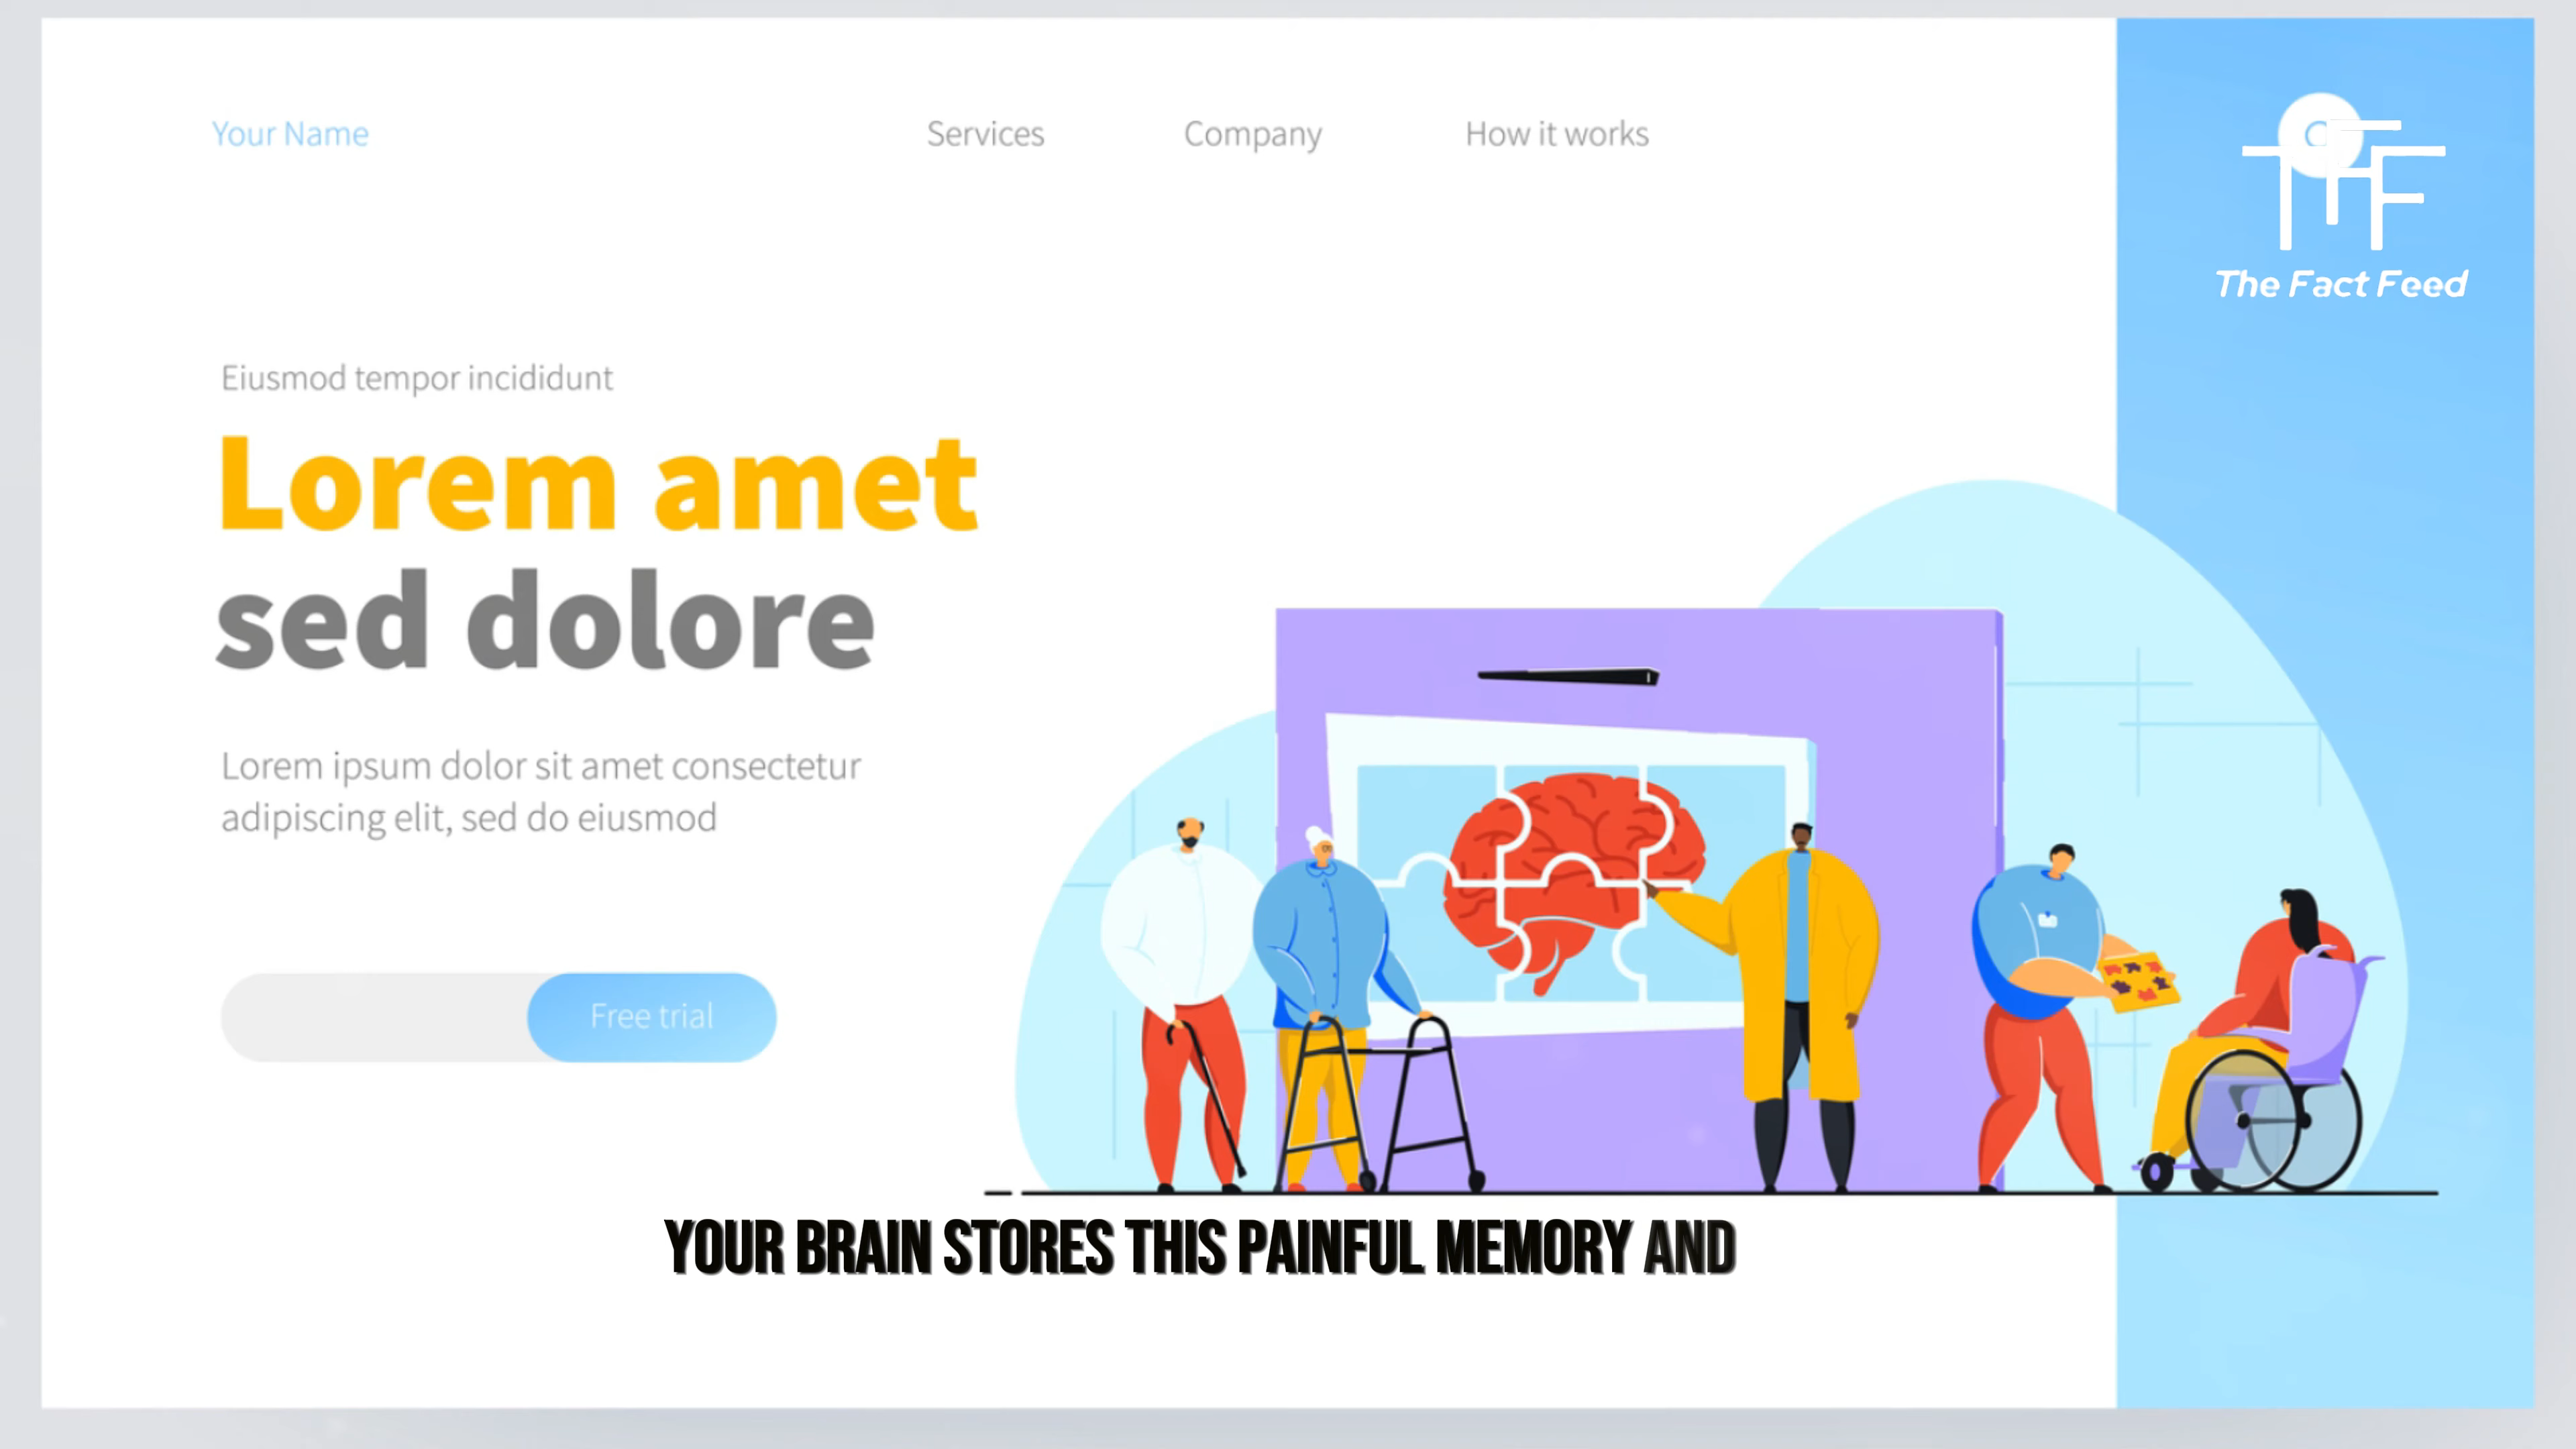 Your Name
Services
Company
How it works
TFF
The Fact Feed
Eiusmod tempor incididunt
Lorem amet
sed dolore
Lorem ipsum dolor sit amet consectetur
adipiscing elit, sed do eiusmod
Free trial
YOUR BRAIN STORES THIS PAINFUL MEMORY AND